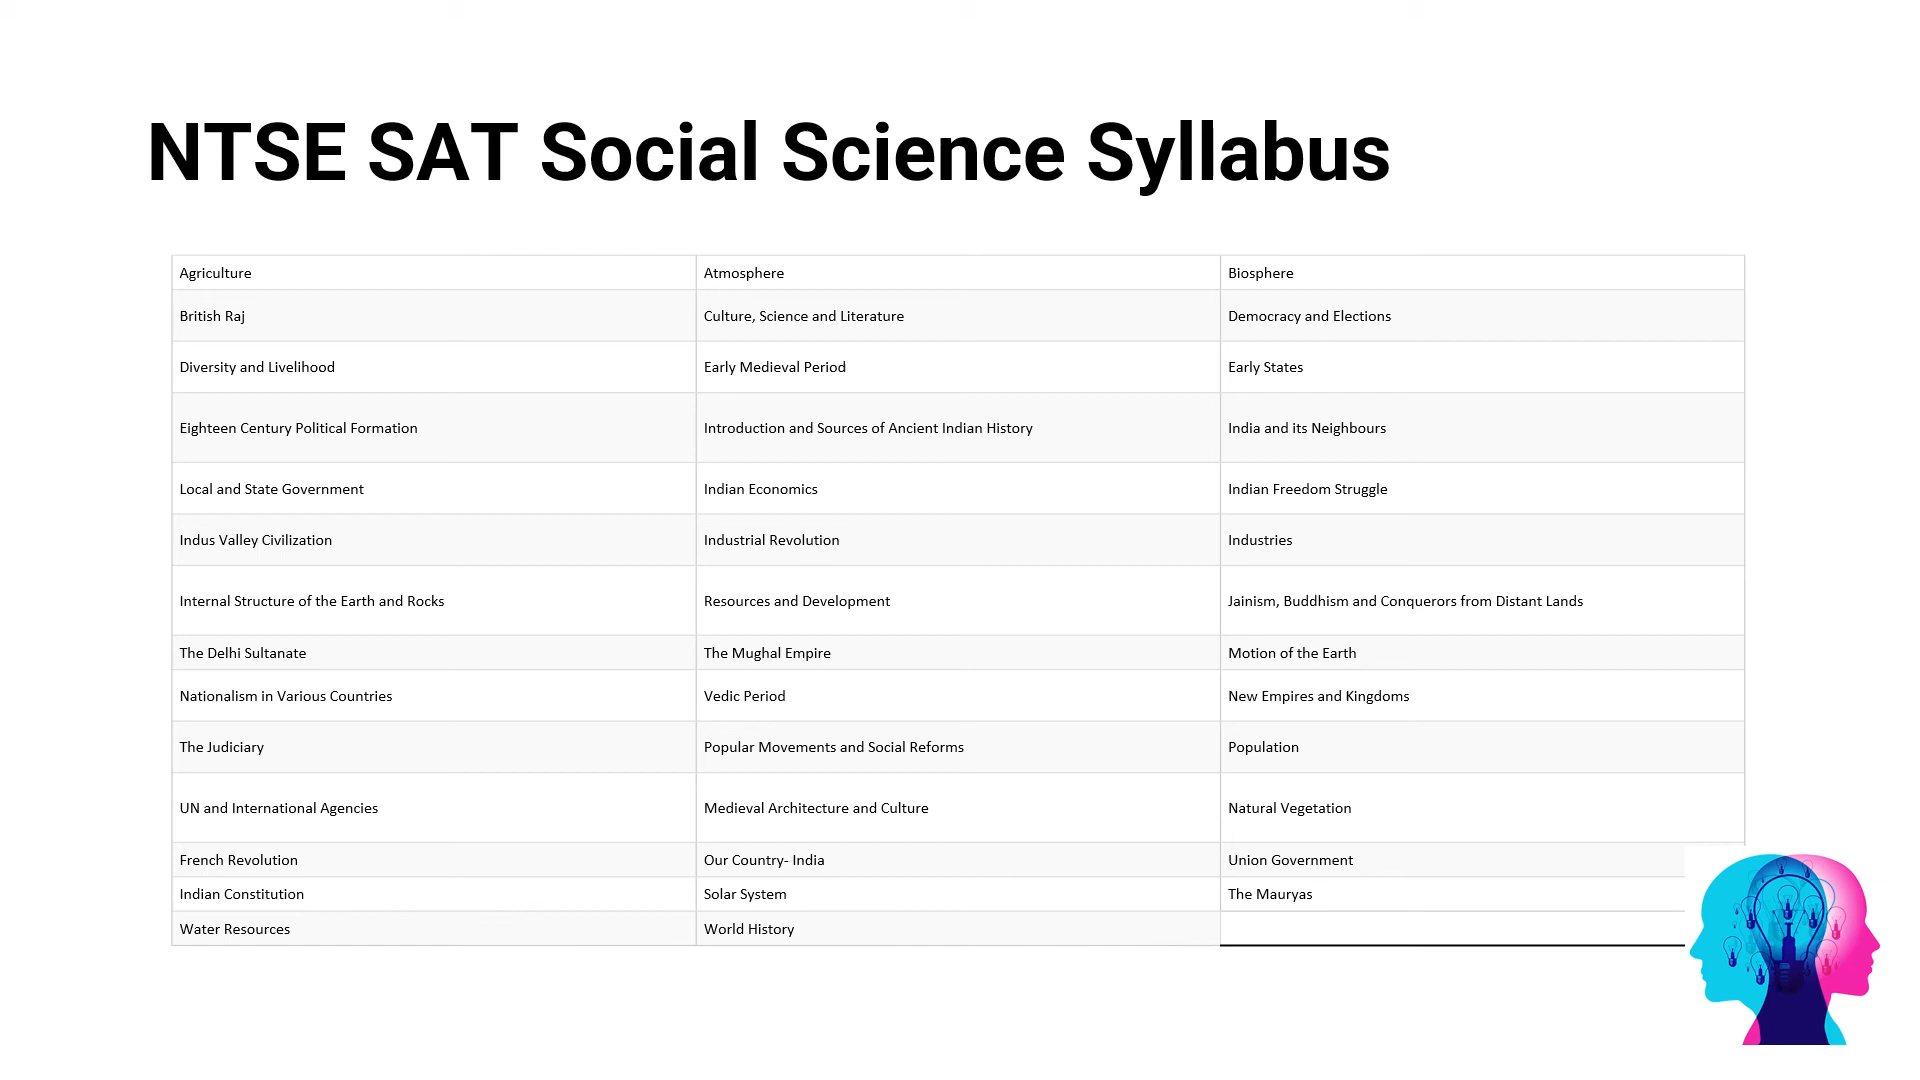 NTSE SAT Social Science Syllabus
Agriculture Atmosphere Biosphere
British Raj Culture, Science and Literature Democracy and Elections
Diversity and Livelihood Early Medieval Period Early States
Eighteen Century Political Formation Introduction and Sources of Ancient Indian History India and its Neighbours
Local and State Government Indian Economics Indian Freedom Struggle
Indus Valley Civilization Industrial Revolution Industries
Internal Structure of the Earth and Rocks Resources and Development Jainism, Buddhism and Conquerors from Distant Lands
The Delhi Sultanate The Mughal Empire Motion of the Earth
Nationalism in Various Countries Vedic Period New Empires and Kingdoms
The Judiciary Popular Movements and Social Reforms Population
UN and International Agencies Medieval Architecture and Culture Natural Vegetation
French Revolution Our Country- India Union Government
Indian Constitution Solar System The Mauryas
Water Resources World History